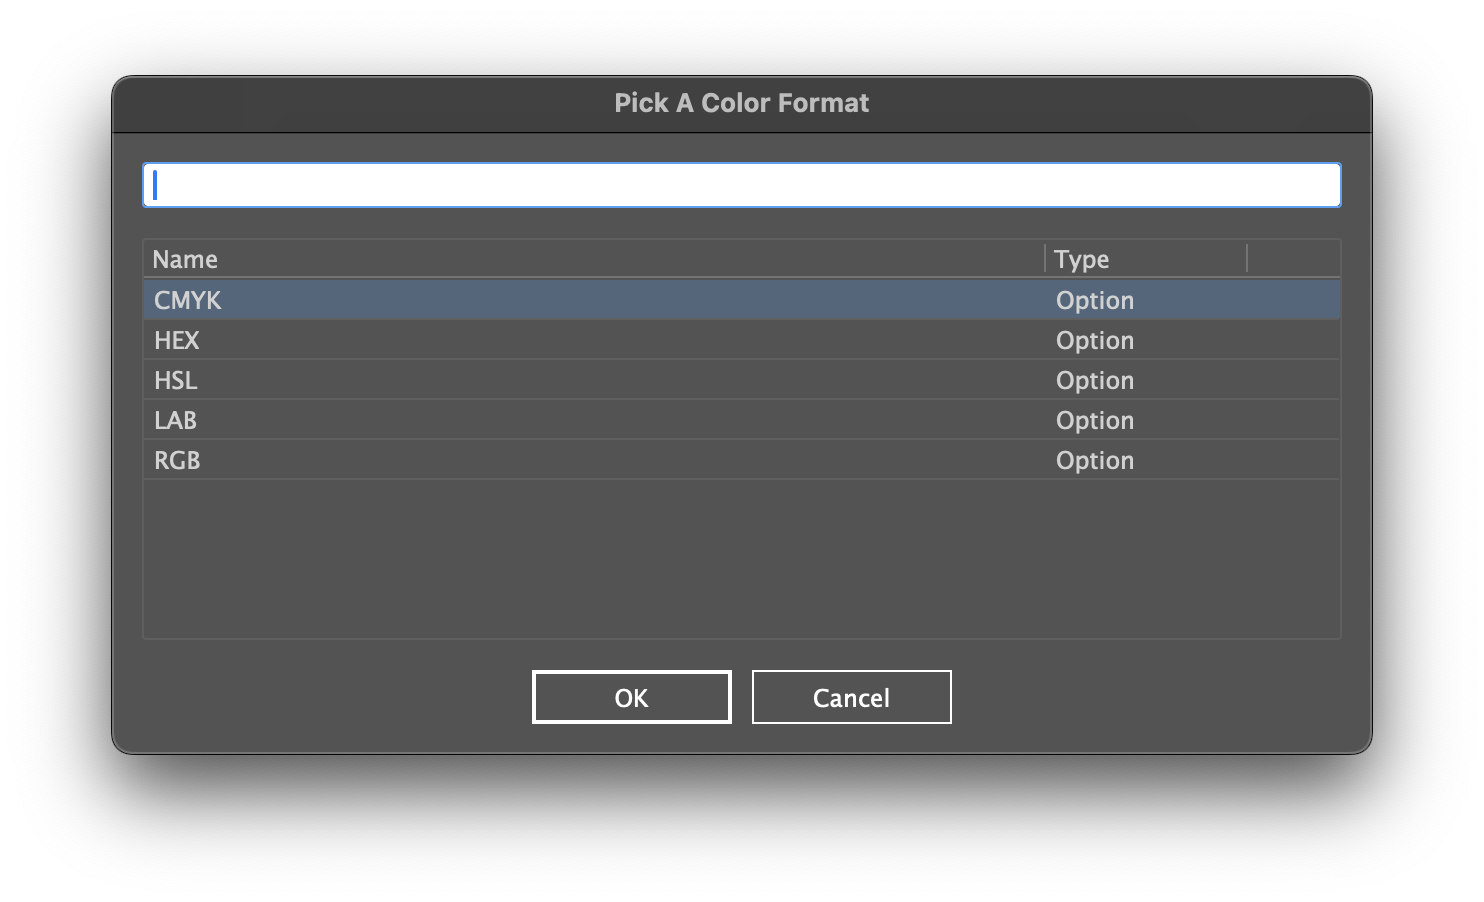 Pick A Color Format
Name Type
CMYK Option
HEX Option
HSL Option
LAB Option
RGB Option
OK Cancel